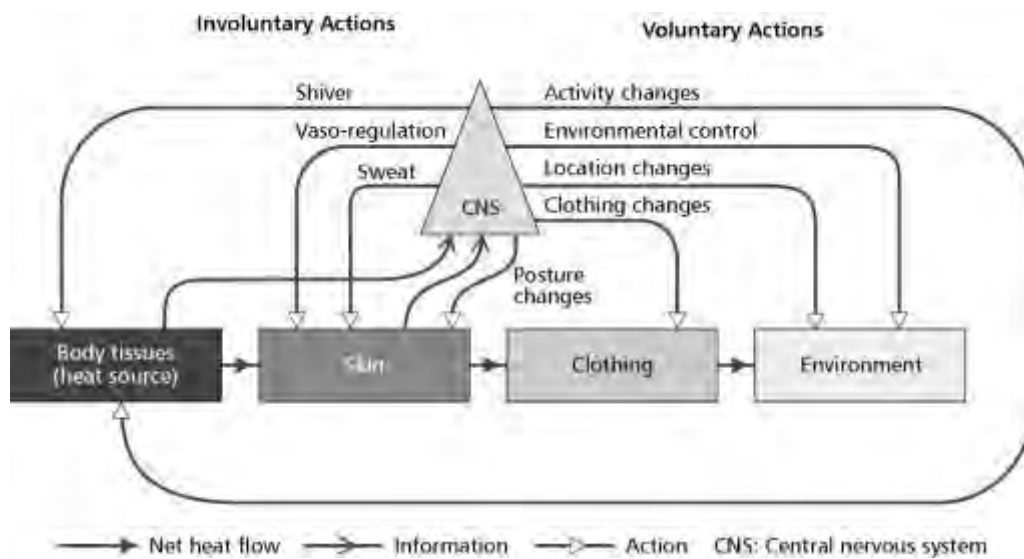 Involuntary Actions
Voluntary Actions
Shiver
Activity changes
Vaso-regulation
Environmental control
Sweat
Location changes
CNS
Clothing changes
Posture
changes
Body tissues
(heat source)
Skin
Clothing
Environment
Net heat flow
Information
Action
CNS: Central nervous system